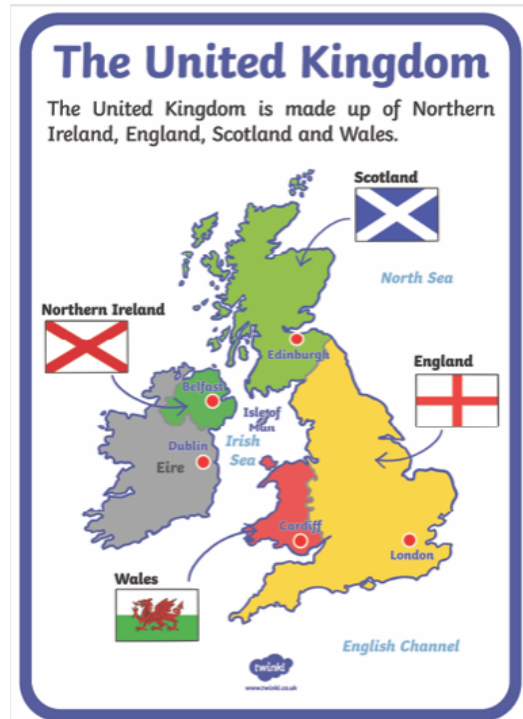 The United Kingdom
The United Kingdom is made up of Northern
Ireland, England, Scotland and Wales.
Scotland
North Sea
Northern Ireland
Edinburgh
England
Belfast
Isle of
Man
Irish
Sea
Dublin
Eire
Cardiff
London
Wales
English Channel
twinkl
www.twinkl.co.uk